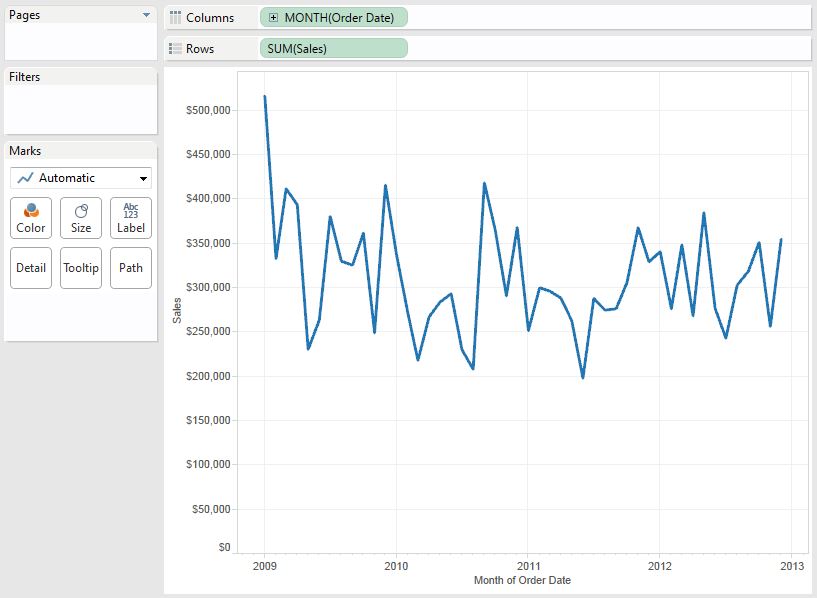 Pages
Columns
MONTH(Order Date)
Rows
SUM(Sales)
Filters
Marks
Automatic
Color
Size
Abc
123
Label
Detail
Tooltip
Path
$500,000
$450,000
$400,000
$350,000
$300,000
$250,000
$200,000
$150,000
$100,000
$50,000
$0
Sales
2009
2010
2011
2012
2013
Month of Order Date